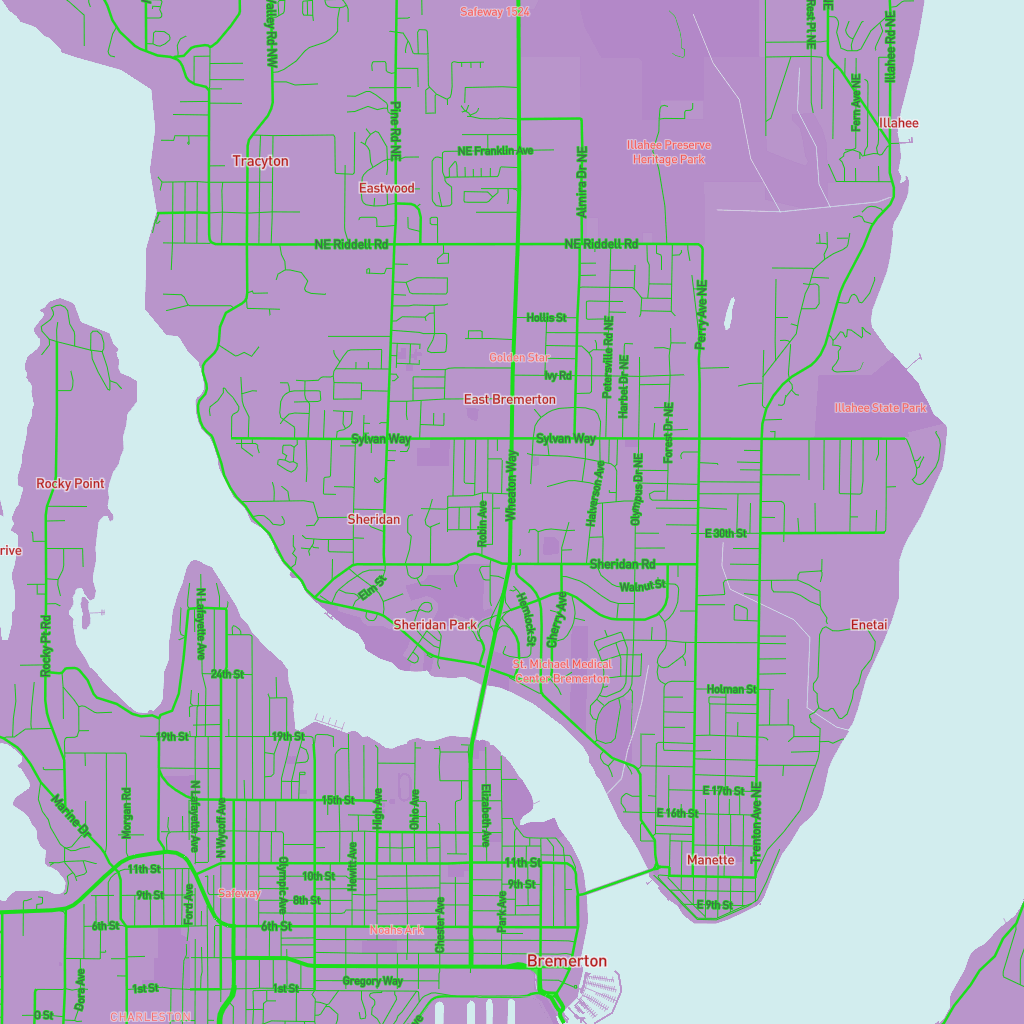 Safeway 1524
Valley Rd NW
Rest Pl NE
NE
Illahee Rd NE
Fern Ave NE
Illahee
Pine Rd NE
NE Franklin Ave
Illahee Preserve
Heritage Park
Tracyton
Eastwood
Almira Dr NE
NE Riddell Rd
NE Riddell Rd
Perry Ave NE
Hollis St
Petersville Rd NE
Golden Star
Ivy Rd
Harbel Dr NE
East Bremerton
Illahee State Park
Forest Dr NE
Sylvan Way
Sylvan Way
Wheaton Way
Rocky Point
Halverson Ave
Olympus Dr NE
Robin Ave
Sheridan
E 30th St
rive
Sheridan Rd
Elm St
Walnut St
N Lafayette Ave
Hemlock St
Cherry Ave
Sheridan Park
Enetai
Rocky Pt Rd
St. Michael Medical
Center Bremerton
24th St
Holman St
19th St
19th St
E 17th St
15th St
E 16th St
Marine Dr
Morgan Rd
N Lafayette Ave
N Wycoff Ave
High Ave
Ohio Ave
Elizabeth Ave
Trenton Ave NE
Manette
11th St
11th St
10th St
Hewitt Ave
9th St
9th St
Olympic Ave
Safeway
8th St
Ford Ave
Park Ave
E 9th St
Chester Ave
6th St
6th St
Noahs Ark
Bremerton
Dora Ave
1st St
1st St
Gregory Way
O St
CHARLESTON
ve